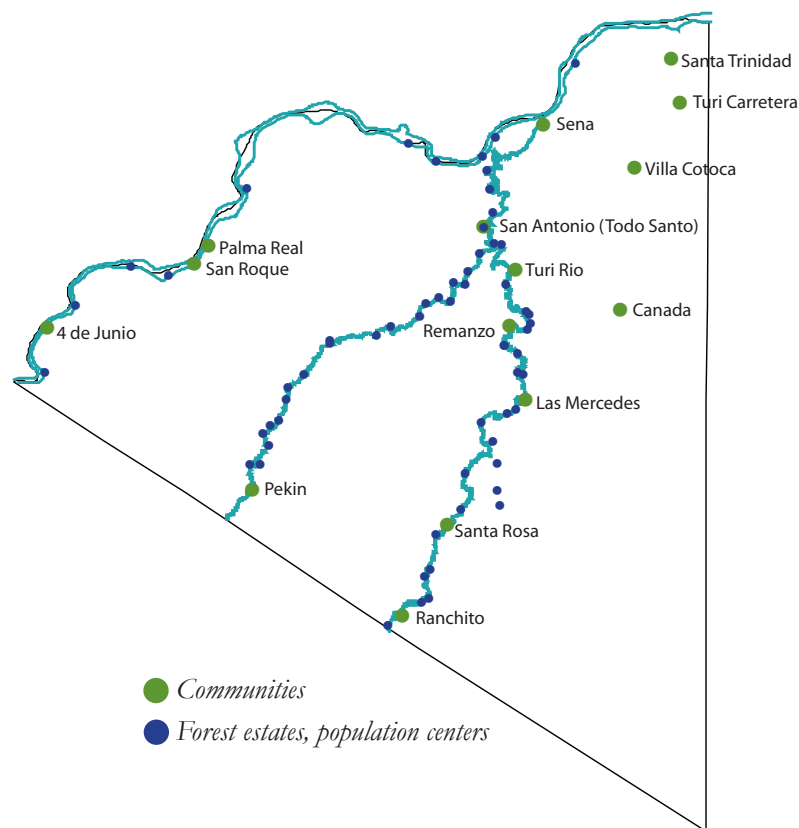 Santa Trinidad
Turi Carretera
Sena
Villa Cotoca
San Antonio (Todo Santo)
Palma Real
San Roque
Turi Rio
Canada
4 de Junio
Remanzo
Las Mercedes
Pekin
Santa Rosa
Ranchito
Communities
Forest estates, population centers